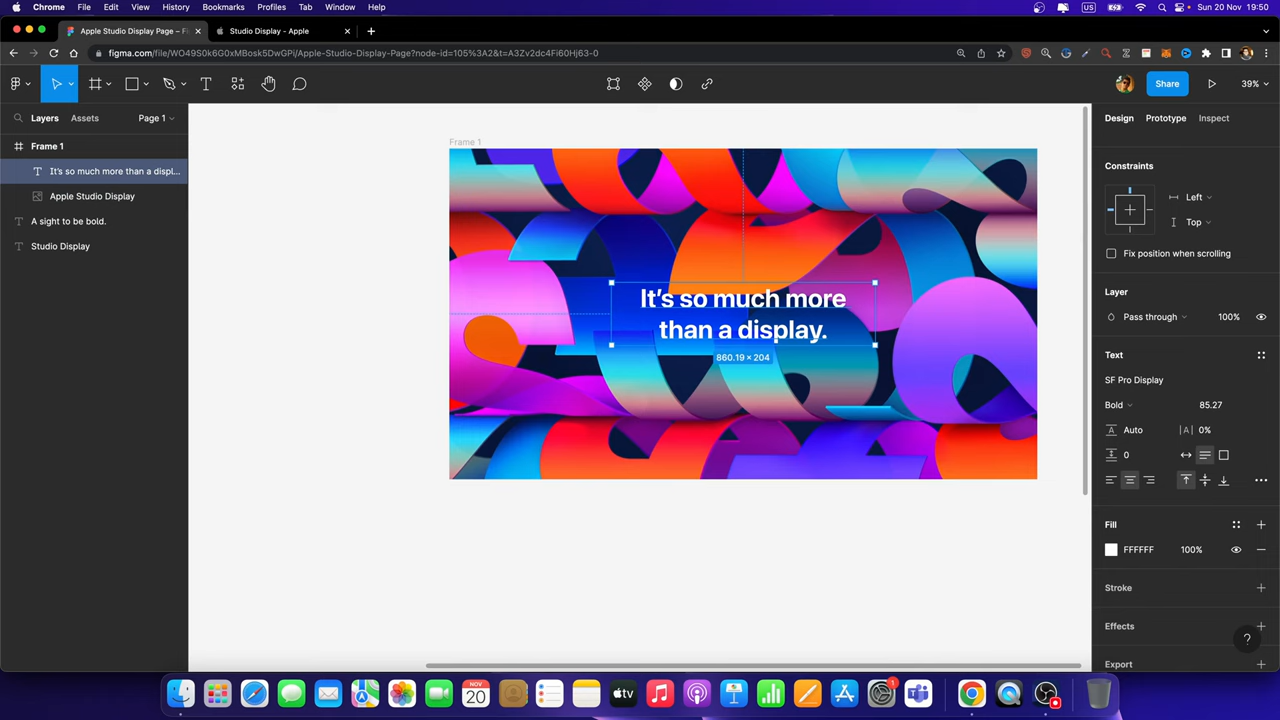 Chrome File Edit View History Bookmarks Profiles Tab Window Help US Sun 20 Nov 19:50
Apple Studio Display Page – Fi Studio Display - Apple
figma.com/file/WO49S0k6G0xMBosk5DwGPi/Apple-Studio-Display-Page?node-id=105%3A2&t=A3Zv2dc4Fi60Hj63-0
Share 39%
Layers Assets Page 1
Design Prototype Inspect
Frame 1
It's so much more than a displ...
Apple Studio Display
A sight to be bold.
Studio Display
Frame 1
It's so much more
than a display.
860.19 × 204
Constraints
Left
Top
Fix position when scrolling
Layer
Pass through 100%
Text
SF Pro Display
Bold 85.27
Auto |A| 0%
0
Fill
FFFFFF 100%
Stroke
Effects
Export
?
NOV
20
tv
1